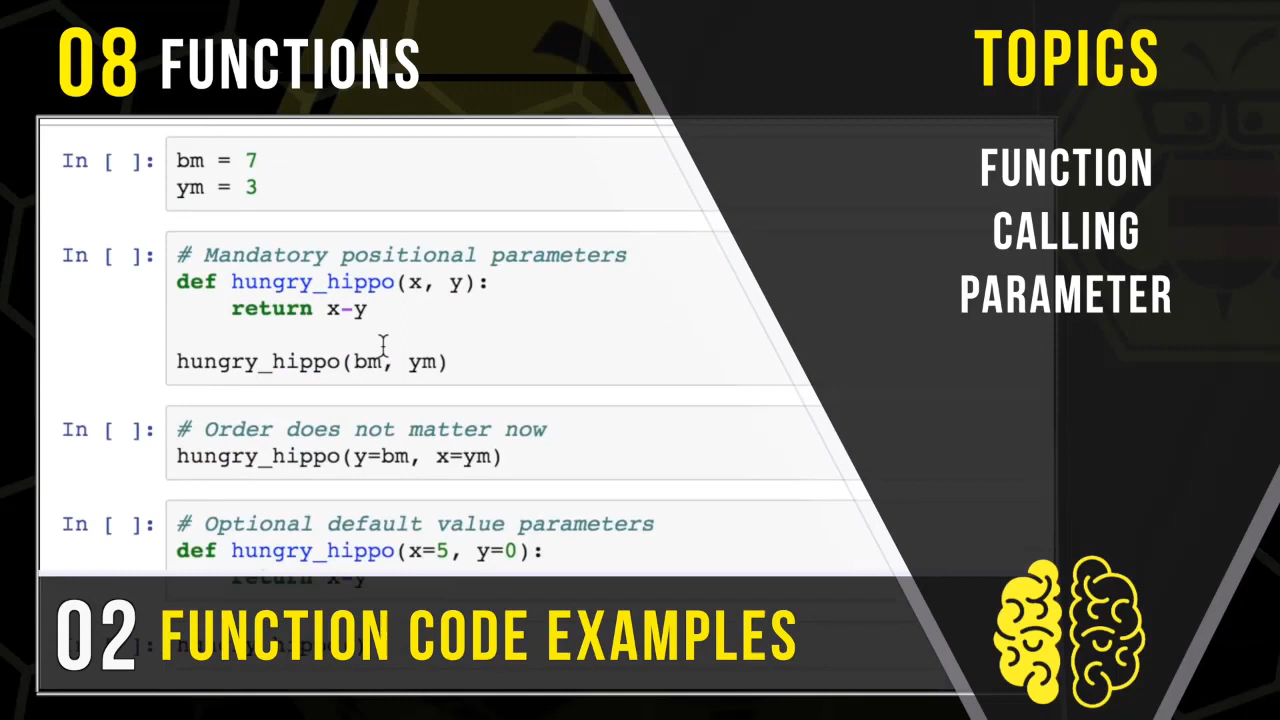 08 FUNCTIONS
TOPICS
FUNCTION
CALLING
PARAMETER
In [ ]:
bm = 7
ym = 3
In [ ]:
# Mandatory positional parameters
def hungry_hippo(x, y):
return x-y
hungry_hippo(bm, ym)
In [ ]:
# Order does not matter now
hungry_hippo(y=bm, x=ym)
In [ ]:
# Optional default value parameters
def hungry_hippo(x=5, y=0):
return x-y
02 FUNCTION CODE EXAMPLES